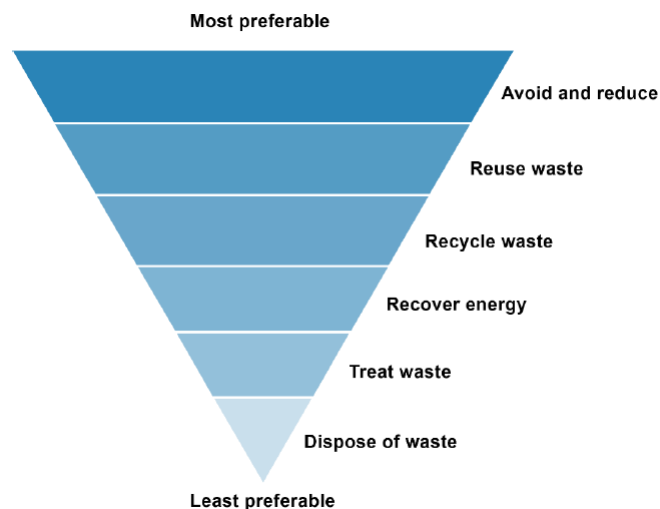 Most preferable
Avoid and reduce
Reuse waste
Recycle waste
Recover energy
Treat waste
Dispose of waste
Least preferable